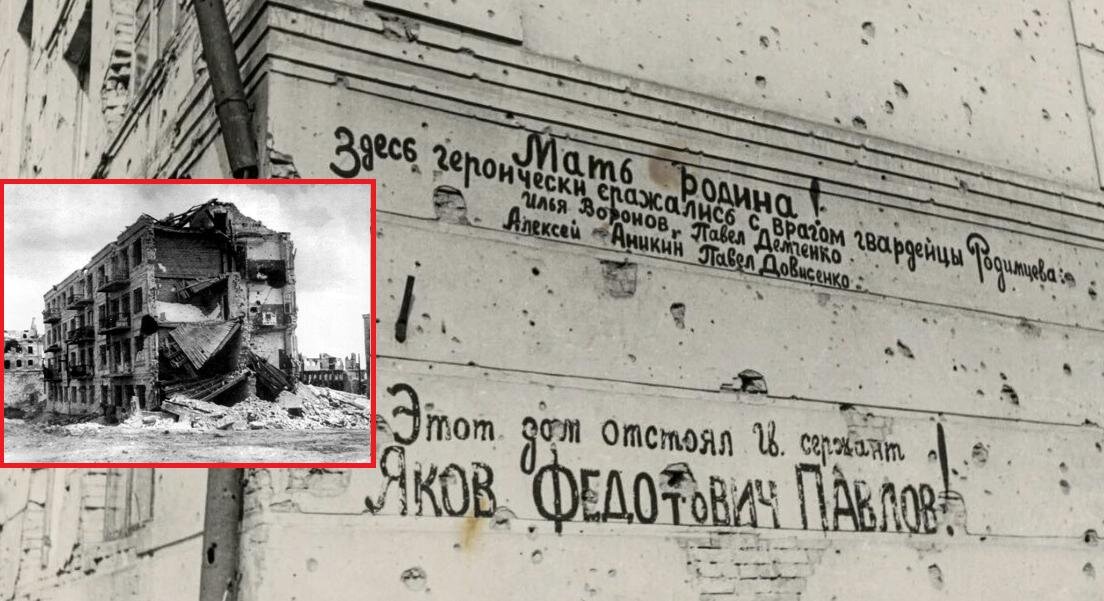 Мать Родина!
Здесь героически сражались с врагом гвардейцы Родимцева:
Илья Воронов, Павел Демченко
Алексей Аникин Павел Довисенко
Этот дом отстоял гв. сержант
ЯКОВ ФЕДОТОВИЧ ПАВЛОВ!